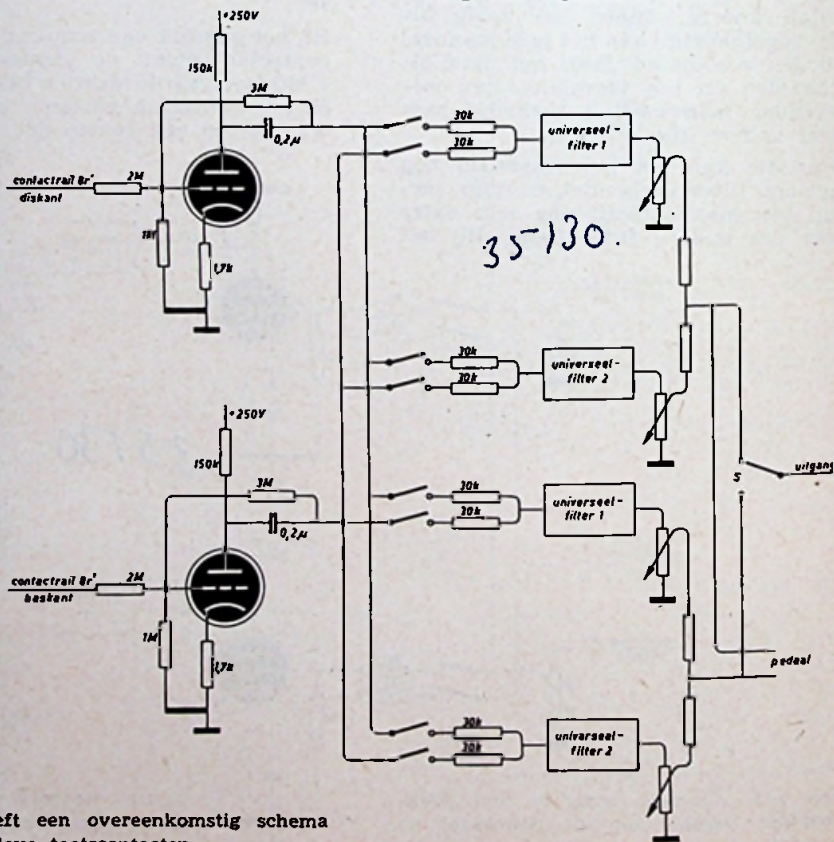 +250V
150k
3M
0,2µ
contactrail 8r'
diskant
2M
1M
1,7k
30k
30k
universeel-
filter 1
35-130.
30k
30k
universeel-
filter 2
+250V
150k
3M
0,2µ
contactrail 8r'
baskant
2M
1M
1,7k
30k
30k
universeel-
filter 1
S
uitgang
pedaal
30k
30k
universeel-
filter 2
eft een overeenkomstig schema